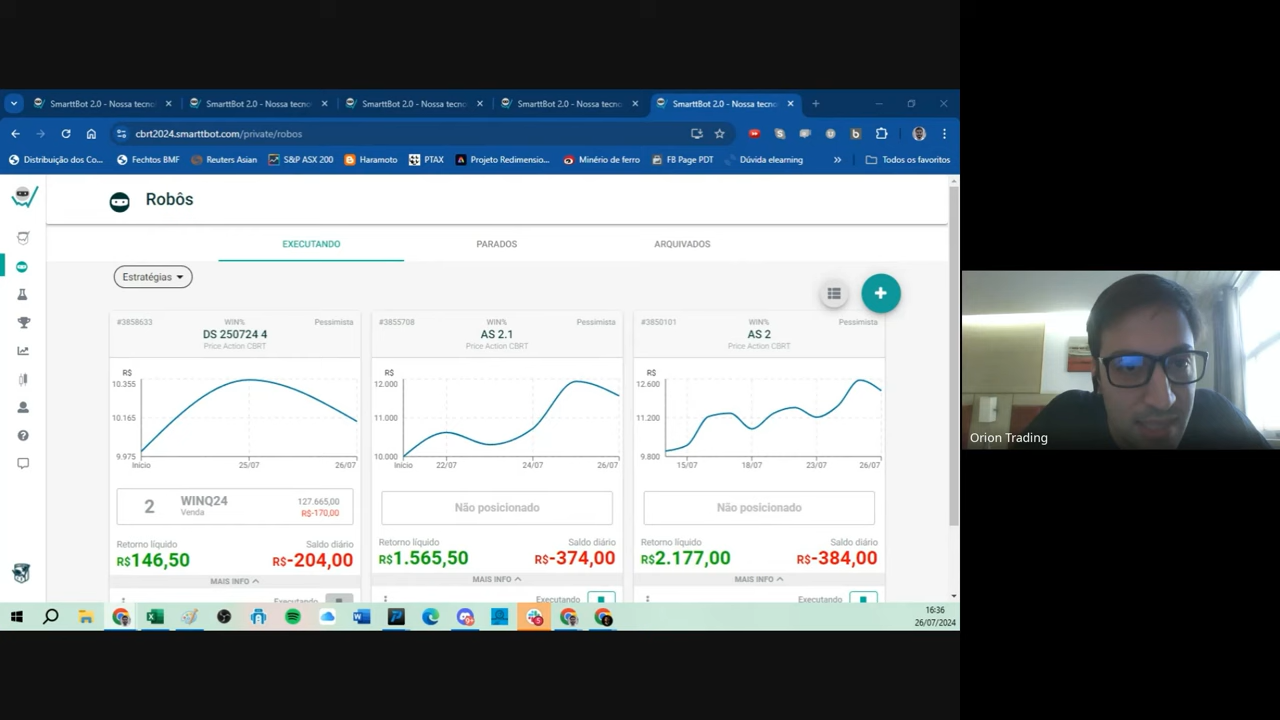 SmarttBot 2.0 - Nossa tecno
SmarttBot 2.0 - Nossa tecno
SmarttBot 2.0 - Nossa tecno
SmarttBot 2.0 - Nossa tecno
SmarttBot 2.0 - Nossa tecno
cbrt2024.smarttbot.com/private/robos
Distribuição dos Co...
Fechtos BMF
Reuters Asian
S&P ASX 200
Haramoto
PTAX
Projeto Redimensio...
Minério de ferro
FB Page PDT
Dúvida elearning
»
Todos os favoritos
Robôs
EXECUTANDO
PARADOS
ARQUIVADOS
Estratégias
#3858633
WIN%
Pessimista
DS 250724 4
Price Action CBRT
R$
10.355
10.165
9.975
Início
25/07
26/07
2
WINQ24
Venda
127.665,00
R$-170,00
Retorno líquido
Saldo diário
R$146,50
R$-204,00
MAIS INFO
Executando
#3855708
WIN%
Pessimista
AS 2.1
Price Action CBRT
R$
12.000
11.000
10.000
Início
22/07
24/07
26/07
Não posicionado
Retorno líquido
Saldo diário
R$1.565,50
R$-374,00
MAIS INFO
Executando
#3850101
WIN%
Pessimista
AS 2
Price Action CBRT
R$
12.600
11.200
9.800
15/07
18/07
23/07
26/07
Não posicionado
Retorno líquido
Saldo diário
R$2.177,00
R$-384,00
MAIS INFO
Executando
16:36
26/07/2024
Orion Trading